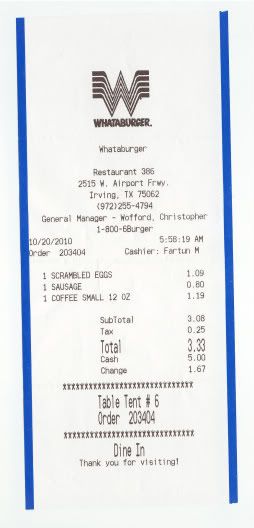 WHATABURGER.
Whataburger
Restaurant 386
2515 W. Airport Frwy.
Irving, TX 75062
(972)255-4794
General Manager - Wofford, Christopher
1-800-6Burger
10/20/2010 5:58:19 AM
Order 203404 Cashier: Fartun M
1 SCRAMBLED EGGS 1.09
1 SAUSAGE 0.80
1 COFFEE SMALL 12 OZ 1.19
SubTotal 3.08
Tax 0.25
Total 3.33
Cash 5.00
Change 1.67
*******************************
Table Tent # 6
Order 203404
*******************************
Dine In
Thank you for visiting!